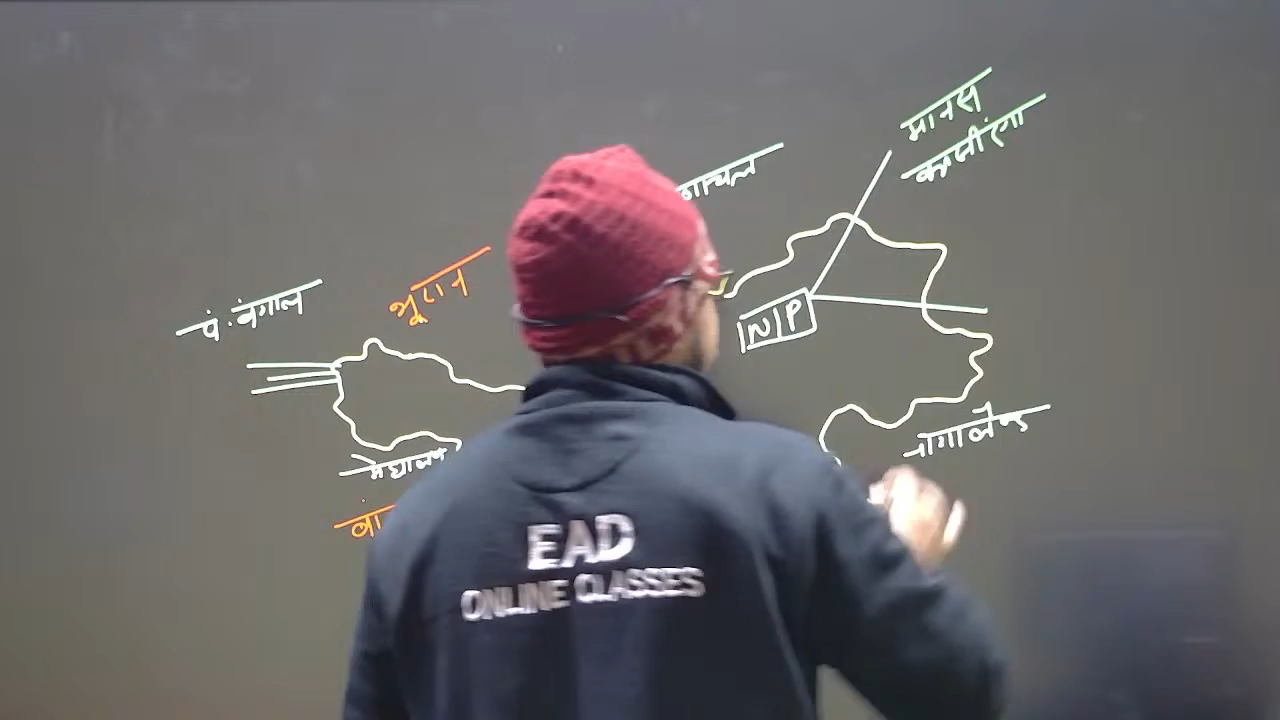 मानस
काजीरंगा
पं. बंगाल
भूटान
NP
मेघालय
नागालैण्ड
EAD
ONLINE CLASSES